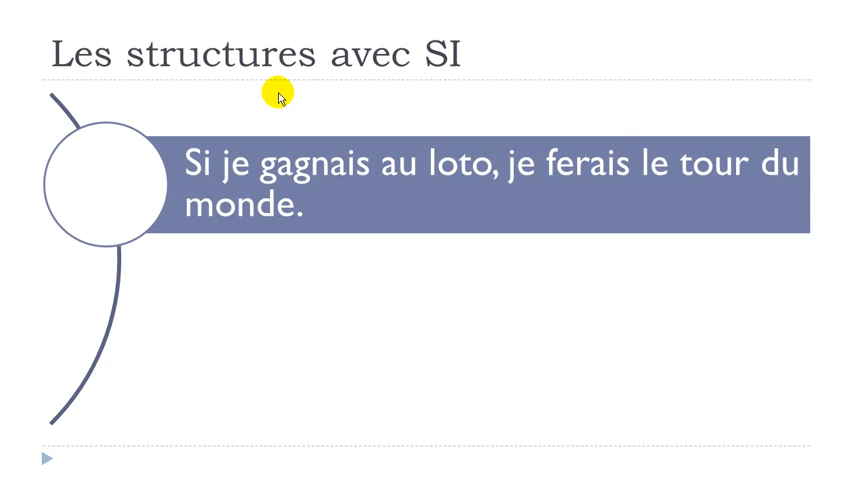 Les structures avec SI
Si je gagnais au loto, je ferais le tour du
monde.